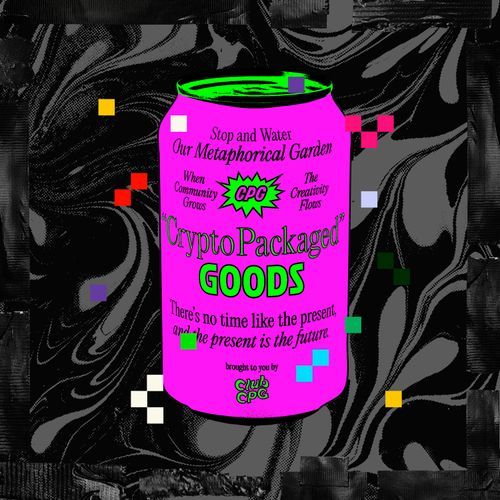 Stop and Water
Our Metaphorical Garden
When
Community
Grows
CPG
The
Creativity
Flows
"Crypto Packaged"
GOODS
There's no time like the present,
and the present is the future.
brought to you by
Club
CPG